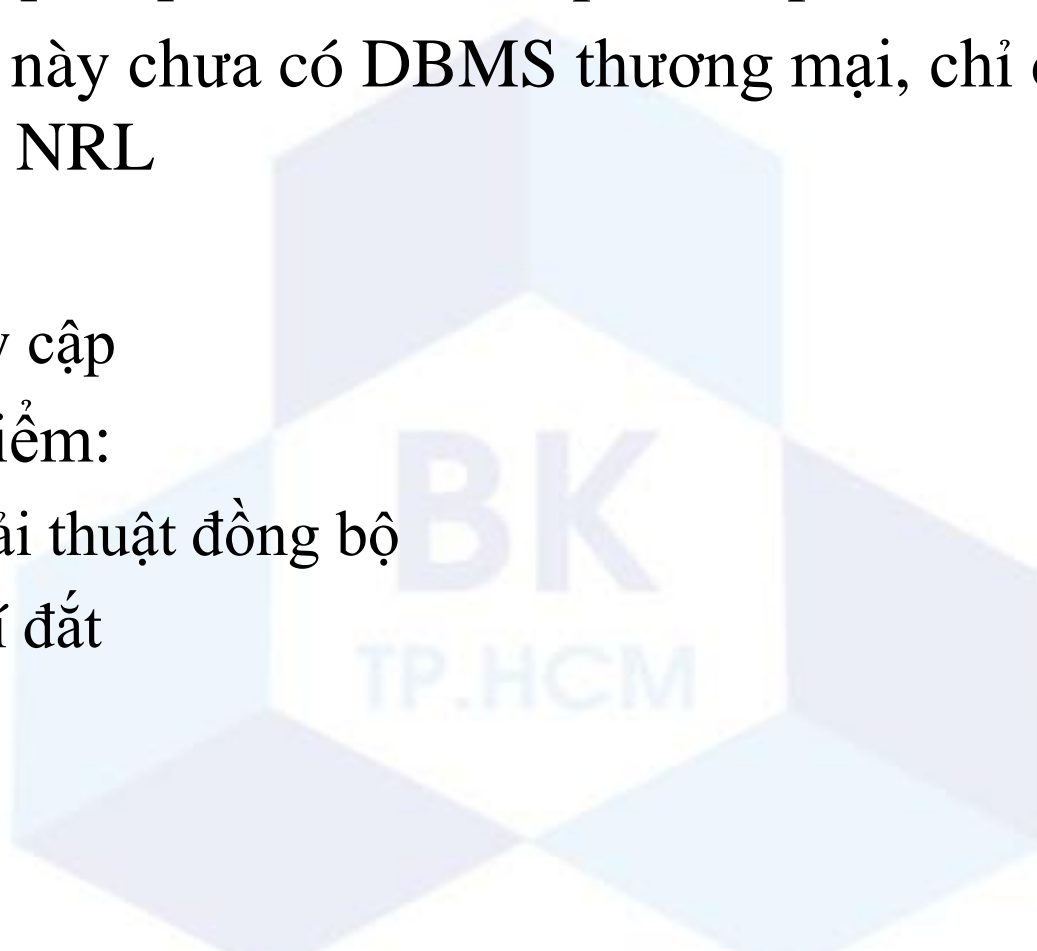 này chưa có DBMS thương mại, chỉ
NRL
cập
iểm:
ải thuật đồng bộ
í đắt
BK
TP.HCM